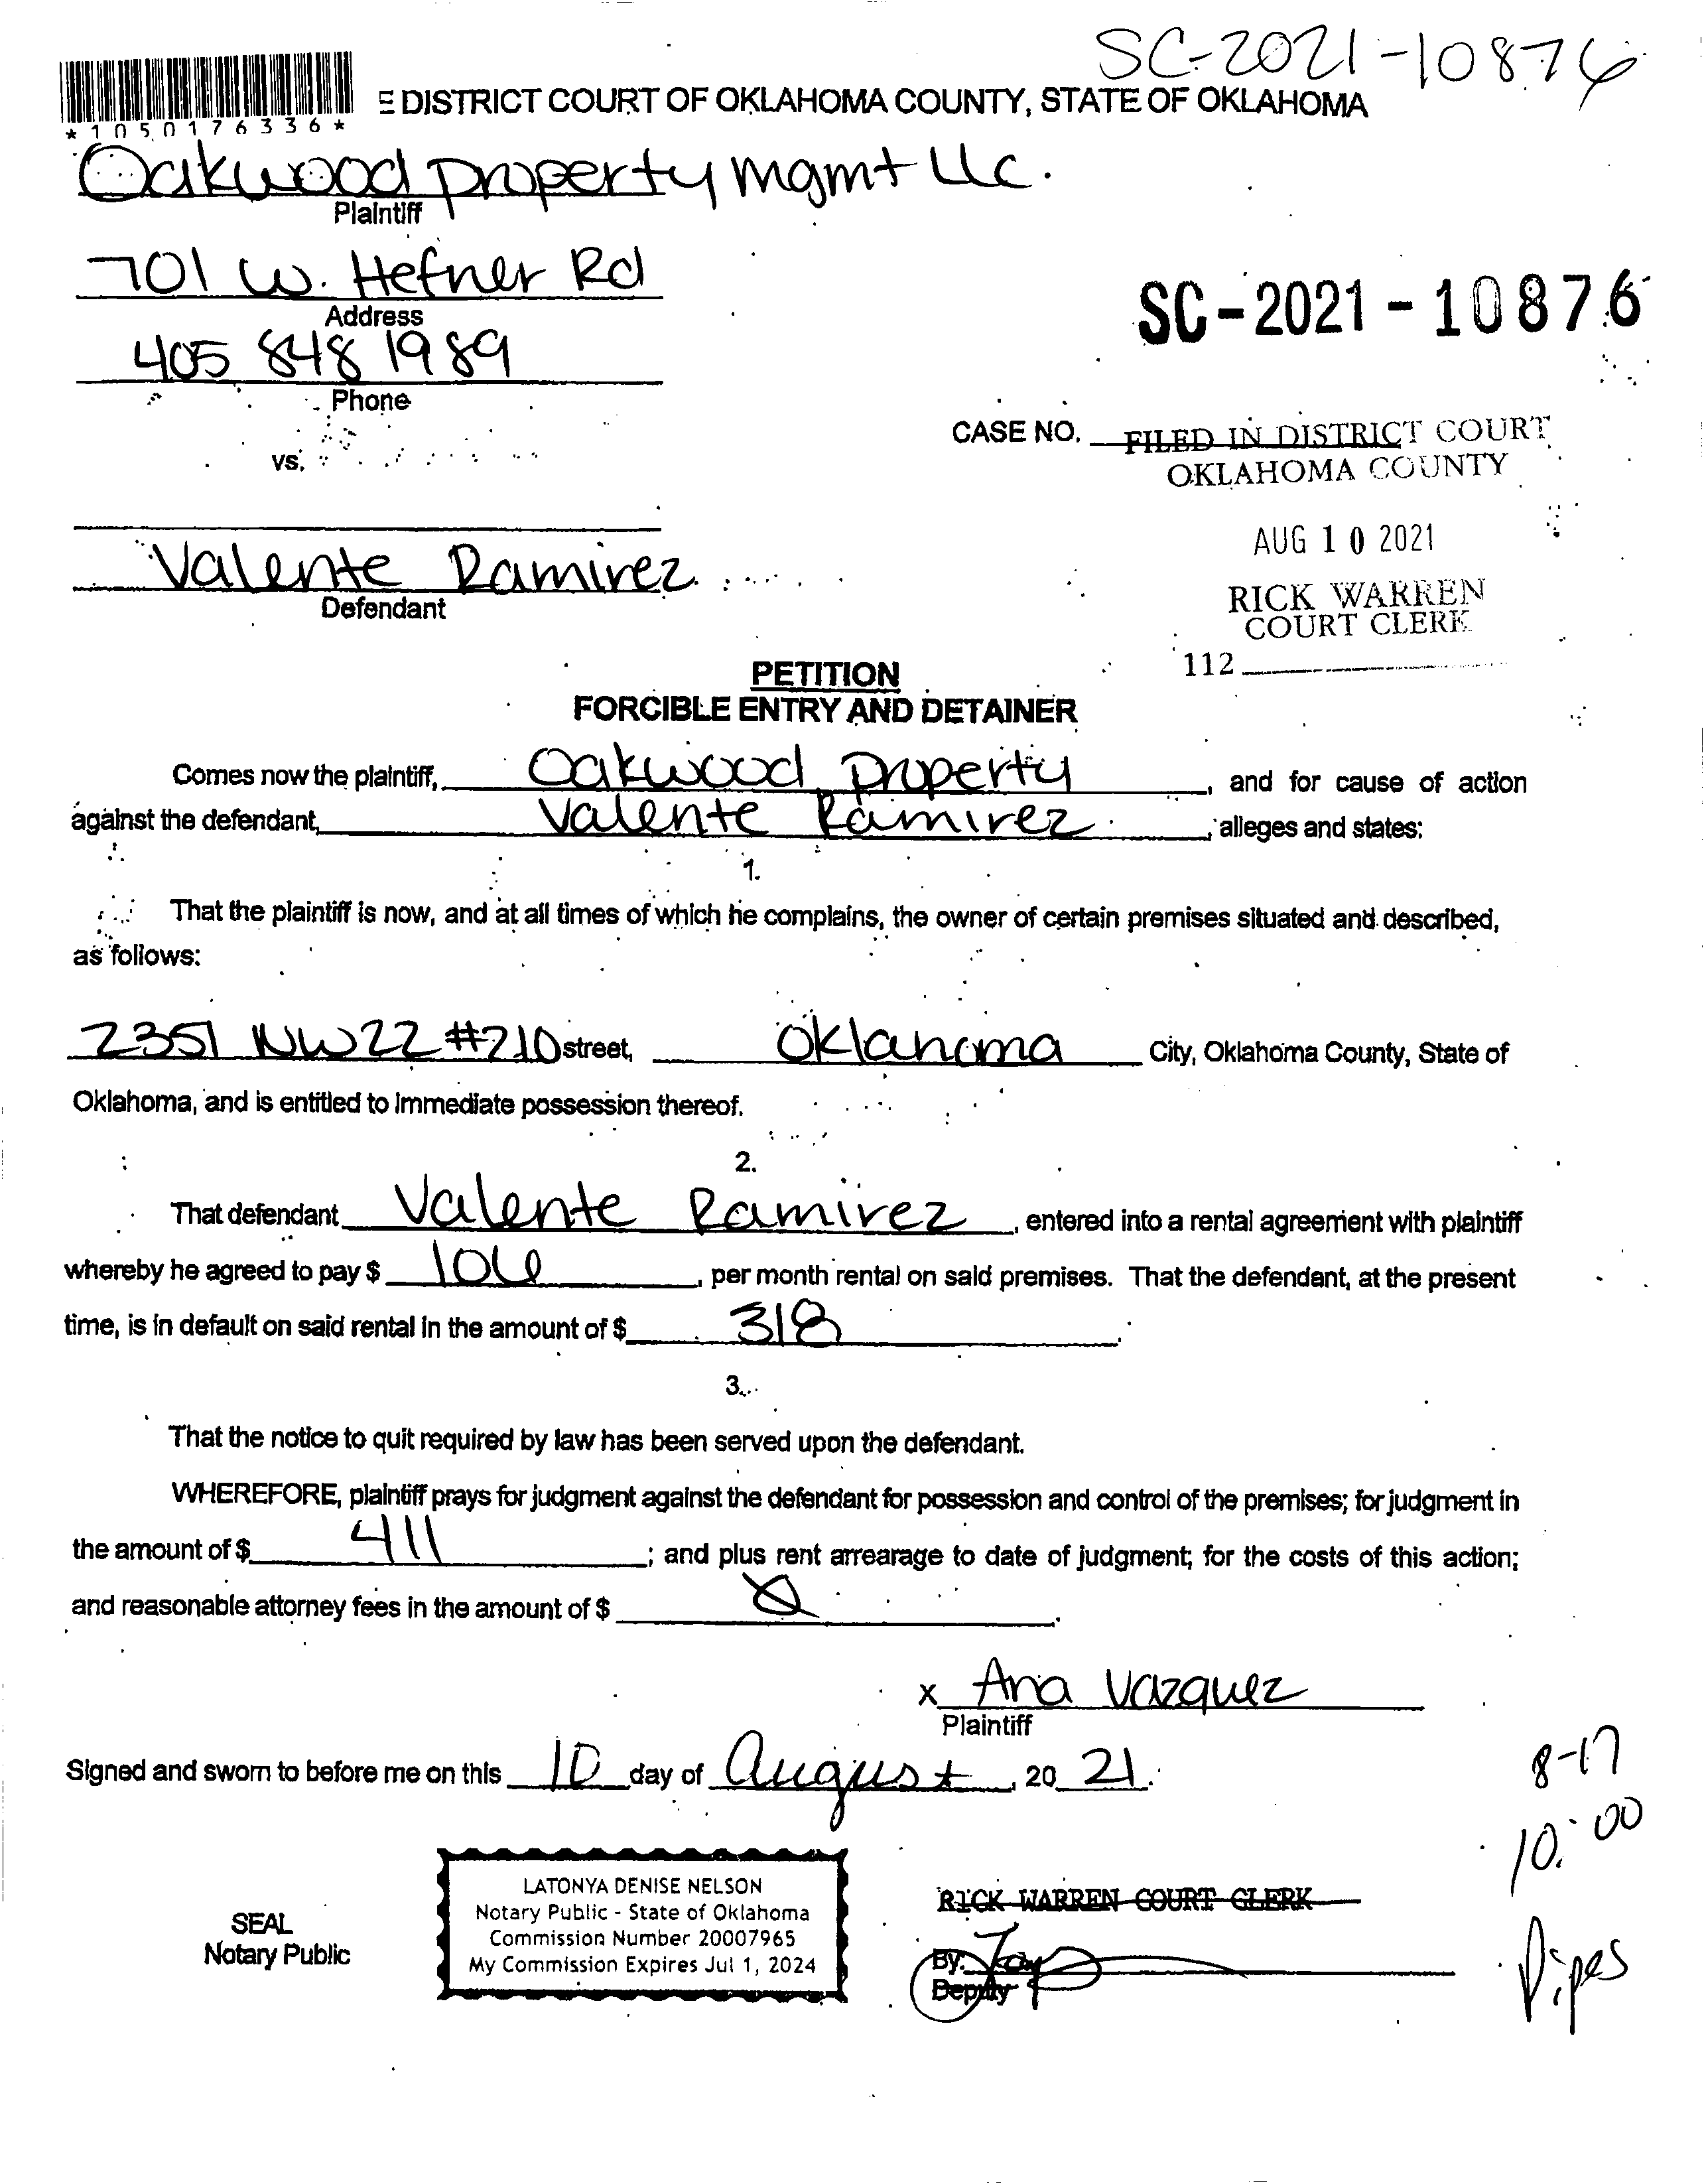 SC-2021-10876
*1050176336*
E DISTRICT COURT OF OKLAHOMA COUNTY, STATE OF OKLAHOMA
Oakwood Property Mgmt LLC.
Plaintiff
701 W. Hefner Rd
Address
SC-2021-10876
405 848 1989
Phone
CASE NO. FILED IN DISTRICT COURT
OKLAHOMA COUNTY
vs.
AUG 10 2021
Valente Ramirez
Defendant
RICK WARREN
COURT CLERK
112
PETITION
FORCIBLE ENTRY AND DETAINER
Comes now the plaintiff, Oakwood Property, and for cause of action
against the defendant, Valente Ramirez, alleges and states:
1.
That the plaintiff is now, and at all times of which he complains, the owner of certain premises situated and described,
as follows:
2351 NW 22 #210 street, Oklahoma City, Oklahoma County, State of
Oklahoma, and is entitled to immediate possession thereof.
2.
That defendant Valente Ramirez, entered into a rental agreement with plaintiff
whereby he agreed to pay $ 106, per month rental on said premises. That the defendant, at the present
time, is in default on said rental in the amount of $ 318.
3.
That the notice to quit required by law has been served upon the defendant.
WHEREFORE, plaintiff prays for judgment against the defendant for possession and control of the premises; for judgment in
the amount of $ 411; and plus rent arrearage to date of judgment; for the costs of this action;
and reasonable attorney fees in the amount of $ .
x Ana Vazquez
Plaintiff
Signed and sworn to before me on this 10 day of August, 20 21.
8-17
10:00
Pipes
SEAL
Notary Public
LATONYA DENISE NELSON
Notary Public - State of Oklahoma
Commission Number 20007965
My Commission Expires Jul 1, 2024
RICK WARREN COURT CLERK
By:
Deputy